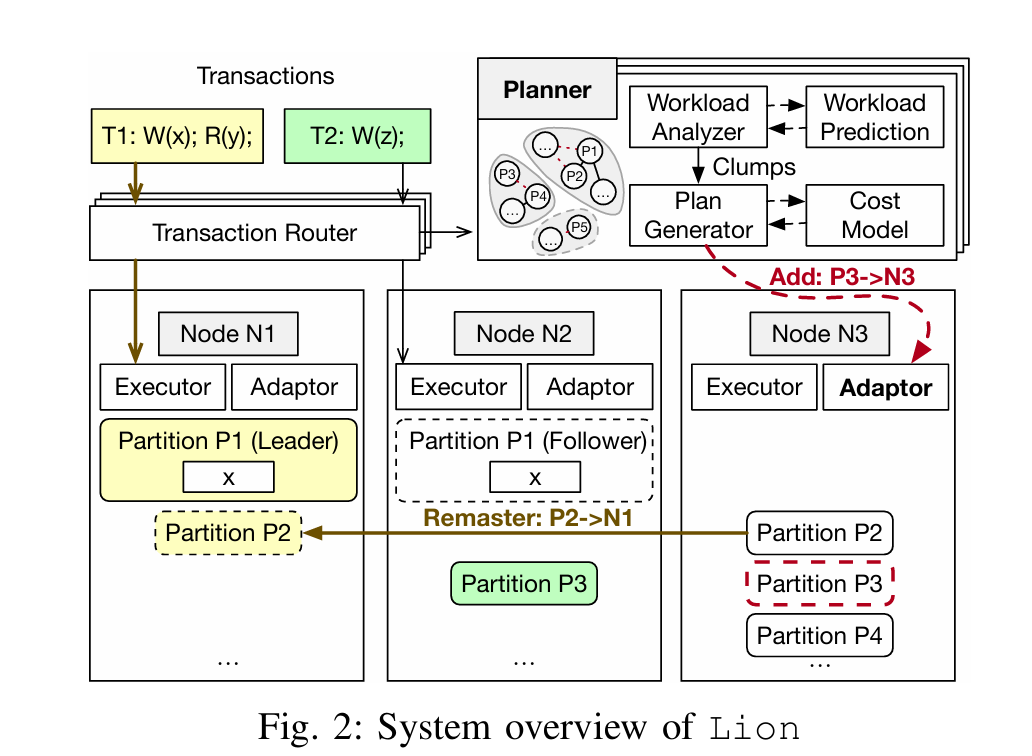 Transactions
T1: W(x); R(y);
T2: W(z);
Transaction Router
Planner
Workload
Analyzer
Workload
Prediction
Clumps
Plan
Generator
Cost
Model
...
P1
P2
...
P3
P4
...
P5
...
Add: P3->N3
Node N1
Executor
Adaptor
Partition P1 (Leader)
x
Partition P2
...
Node N2
Executor
Adaptor
Partition P1 (Follower)
x
Remaster: P2->N1
Partition P3
...
Node N3
Executor
Adaptor
Partition P2
Partition P3
Partition P4
...
Fig. 2: System overview of Lion